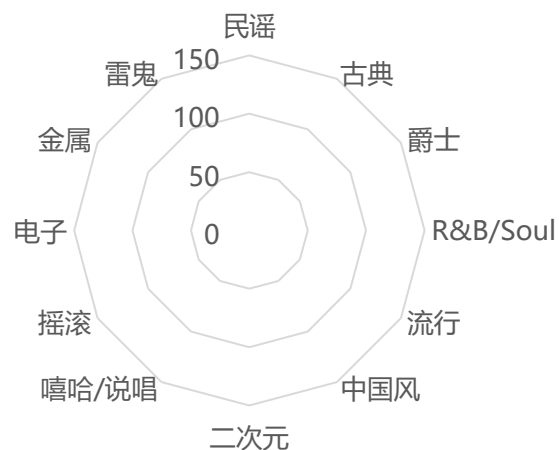 民谣
150
雷鬼
古典
100
金属
爵士
50
电子
0
R&B/Soul
摇滚
流行
嘻哈/说唱
中国风
二次元